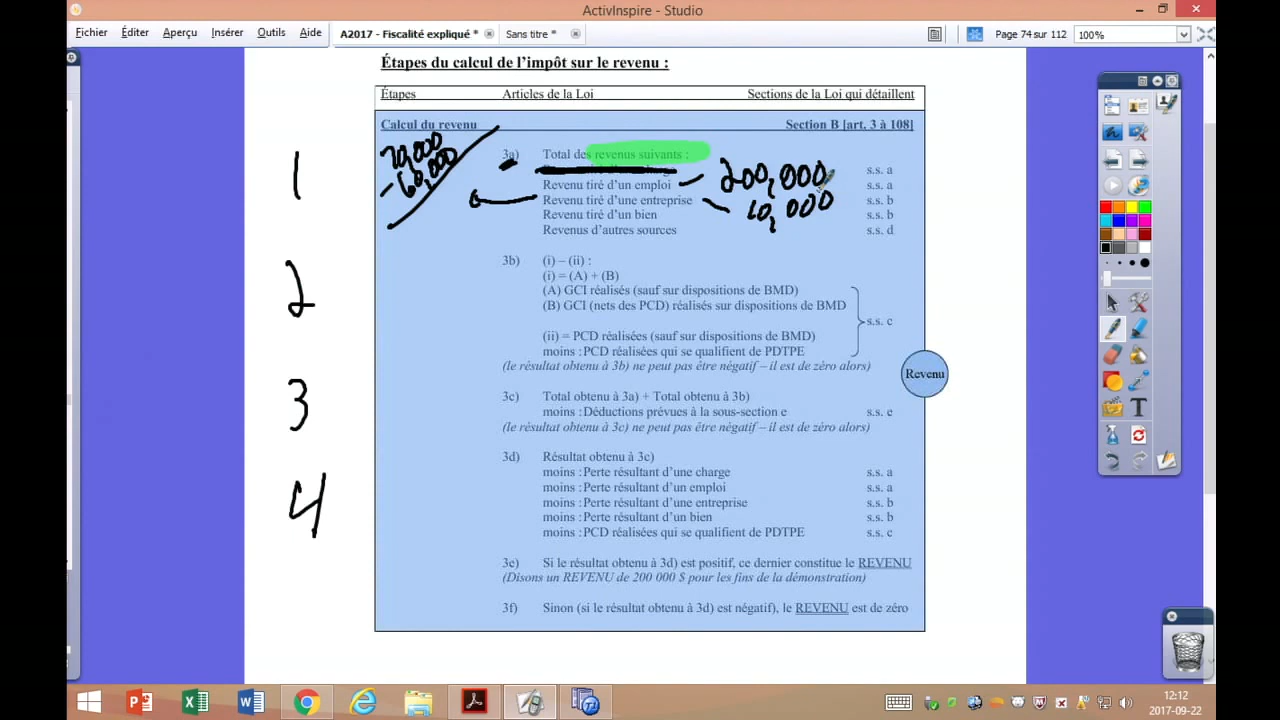 ActivInspire - Studio
Fichier Éditer Aperçu Insérer Outils Aide A2017 - Fiscalité expliqué * Sans titre * Page 74 sur 112 100%
Étapes du calcul de l'impôt sur le revenu :
Étapes Articles de la Loi Sections de la Loi qui détaillent
Calcul du revenu Section B [art. 3 à 108]
70,000
- 60,000
1
2
3
4
3a) Total des revenus suivants :
s.s. a
Revenu tiré d'un emploi 200,000 s.s. a
Revenu tiré d'une entreprise 10,000 s.s. b
Revenu tiré d'un bien s.s. b
Revenus d'autres sources s.s. d
3b) (i) – (ii) :
(i) = (A) + (B)
(A) GCI réalisés (sauf sur dispositions de BMD)
(B) GCI (nets des PCD) réalisés sur dispositions de BMD
s.s. c
(ii) = PCD réalisées (sauf sur dispositions de BMD)
moins : PCD réalisées qui se qualifient de PDTPE
(le résultat obtenu à 3b) ne peut pas être négatif – il est de zéro alors)
Revenu
3c) Total obtenu à 3a) + Total obtenu à 3b)
moins : Déductions prévues à la sous-section e s.s. e
(le résultat obtenu à 3c) ne peut pas être négatif – il est de zéro alors)
3d) Résultat obtenu à 3c)
moins : Perte résultant d'une charge s.s. a
moins : Perte résultant d'un emploi s.s. a
moins : Perte résultant d'une entreprise s.s. b
moins : Perte résultant d'un bien s.s. b
moins : PCD réalisées qui se qualifient de PDTPE s.s. c
3e) Si le résultat obtenu à 3d) est positif, ce dernier constitue le REVENU
(Disons un REVENU de 200 000 $ pour les fins de la démonstration)
3f) Sinon (si le résultat obtenu à 3d) est négatif), le REVENU est de zéro
12:12
2017-09-22